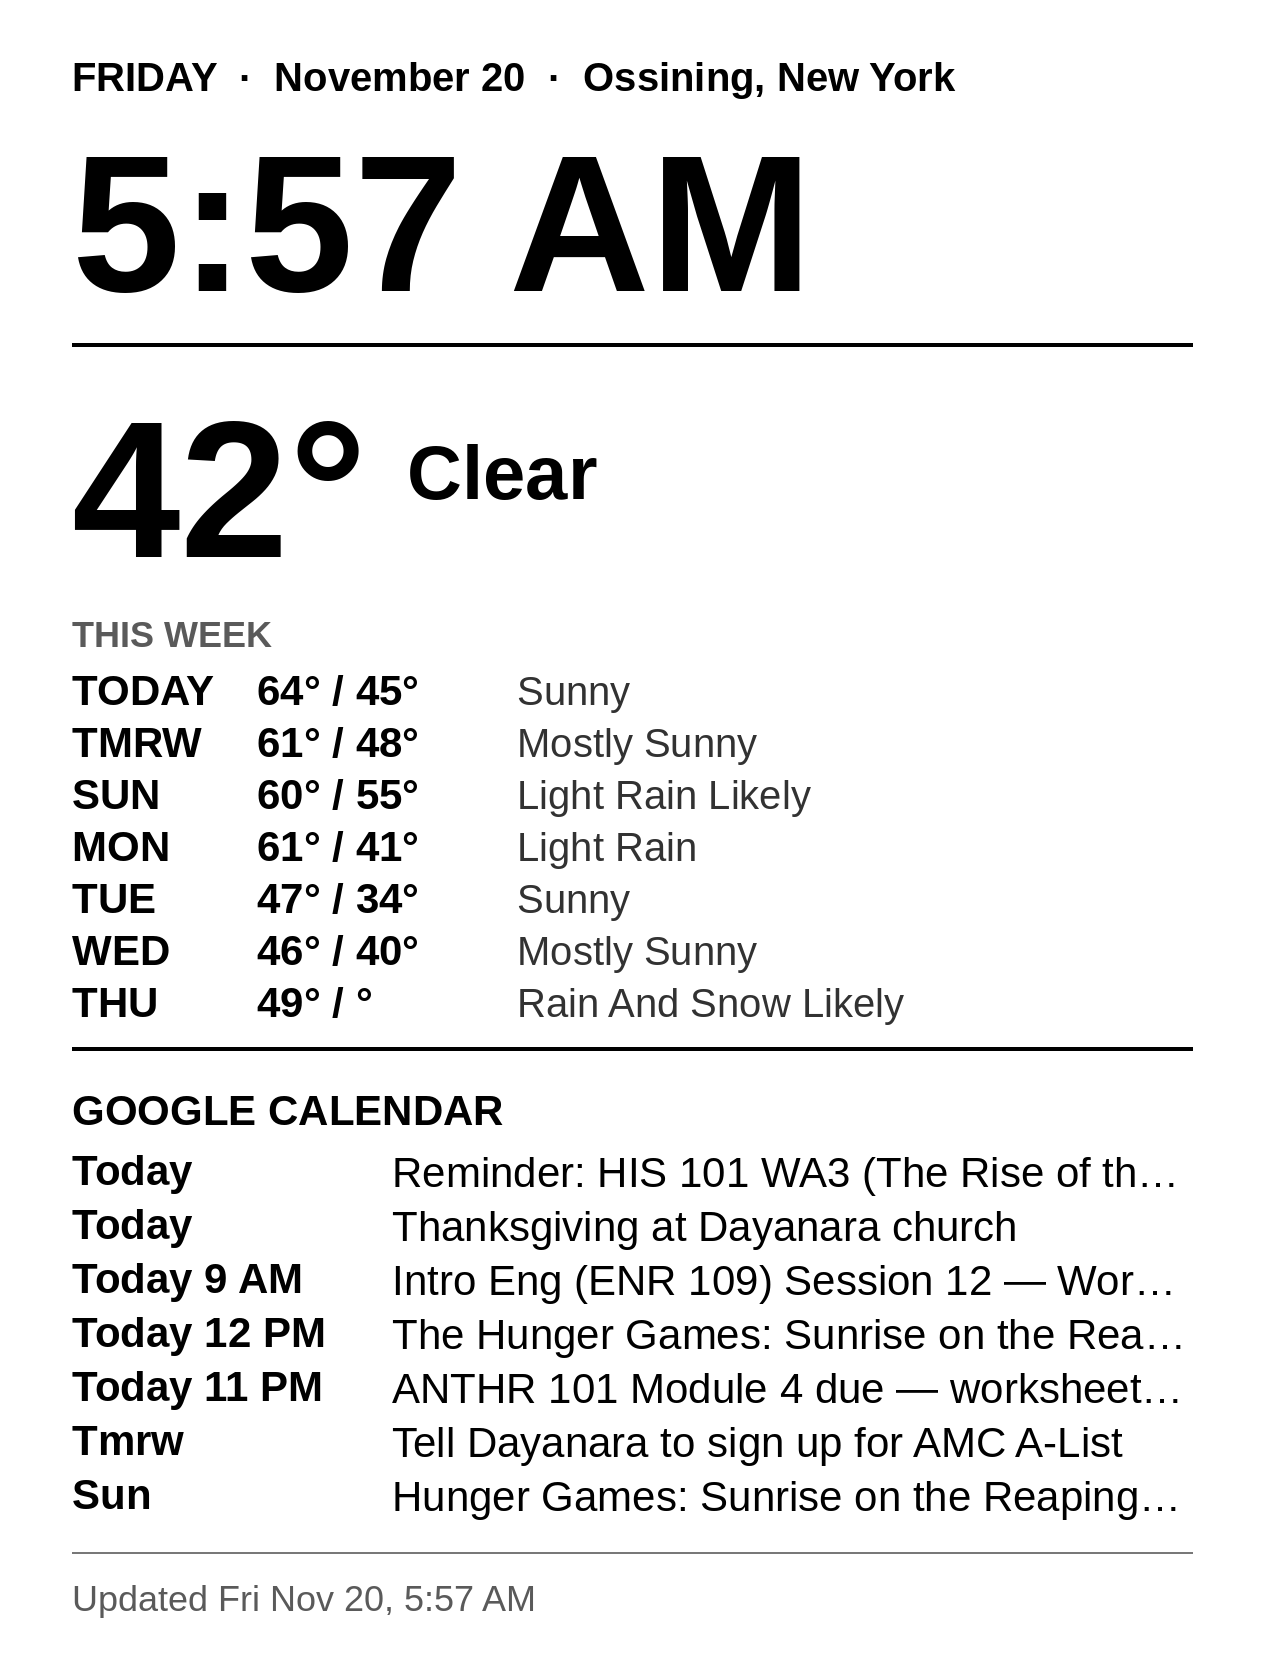 FRIDAY · November 20 · Ossining, New York
5:57 AM
42° Clear
THIS WEEK
TODAY 64° / 45° Sunny
TMRW 61° / 48° Mostly Sunny
SUN 60° / 55° Light Rain Likely
MON 61° / 41° Light Rain
TUE 47° / 34° Sunny
WED 46° / 40° Mostly Sunny
THU 49° / ° Rain And Snow Likely
GOOGLE CALENDAR
Today Reminder: HIS 101 WA3 (The Rise of th…
Today Thanksgiving at Dayanara church
Today 9 AM Intro Eng (ENR 109) Session 12 — Wor…
Today 12 PM The Hunger Games: Sunrise on the Rea…
Today 11 PM ANTHR 101 Module 4 due — worksheet…
Tmrw Tell Dayanara to sign up for AMC A-List
Sun Hunger Games: Sunrise on the Reaping…
Updated Fri Nov 20, 5:57 AM